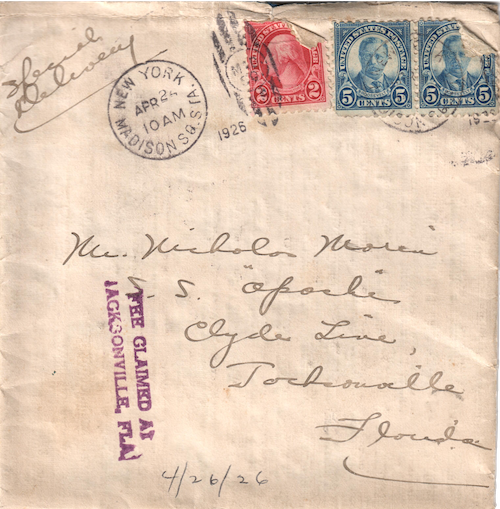 Special
Delivery
NEW YORK
APR 24
10 AM
MADISON SQ. STA.
1926
UNITED STATES POSTAGE
2 CENTS 2
UNITED STATES POSTAGE
5 CENTS 5
UNITED STATES POSTAGE
5 CENTS 5
Mr. Nicholas
S. S.
Clyde Line,
Jacksonville
Florida
FEE CLAIMED AT
JACKSONVILLE, FLA.
4/26/26